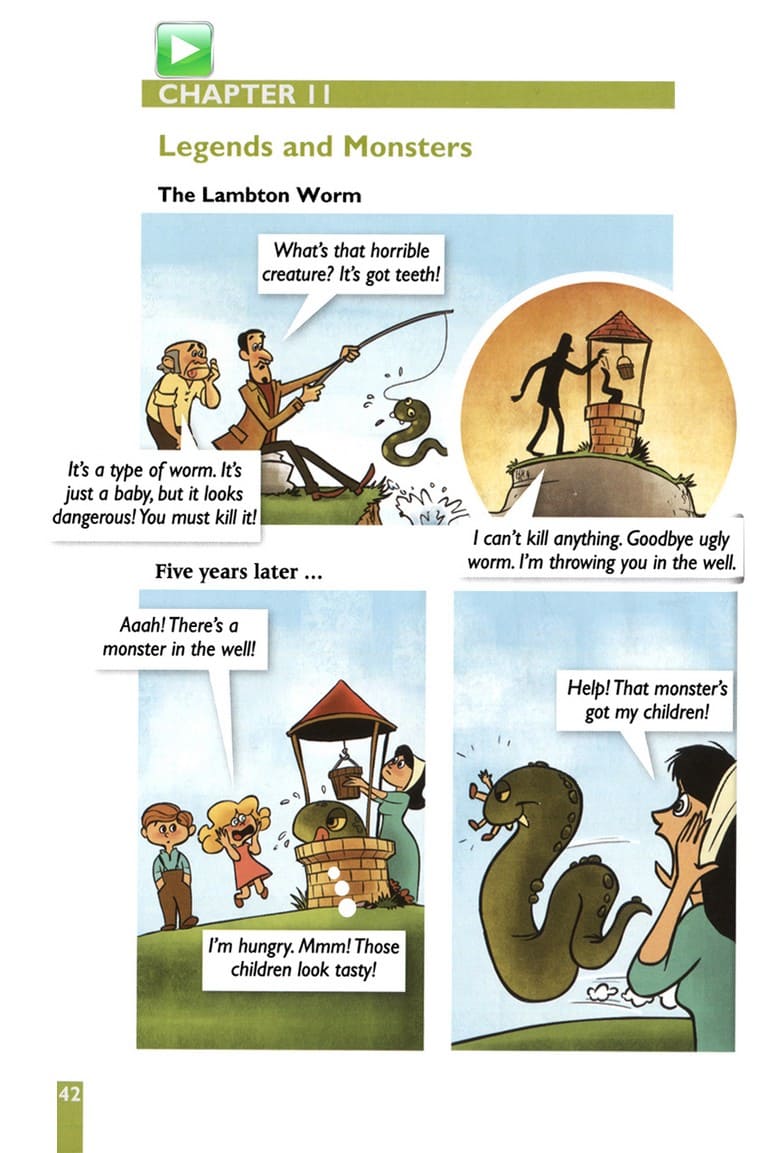 CHAPTER 11
Legends and Monsters
The Lambton Worm
What's that horrible
creature? It's got teeth!
It's a type of worm. It's
just a baby, but it looks
dangerous! You must kill it!
I can't kill anything. Goodbye ugly
worm. I'm throwing you in the well.
Five years later ...
Aaah! There's a
monster in the well!
I'm hungry. Mmm! Those
children look tasty!
Help! That monster's
got my children!
42